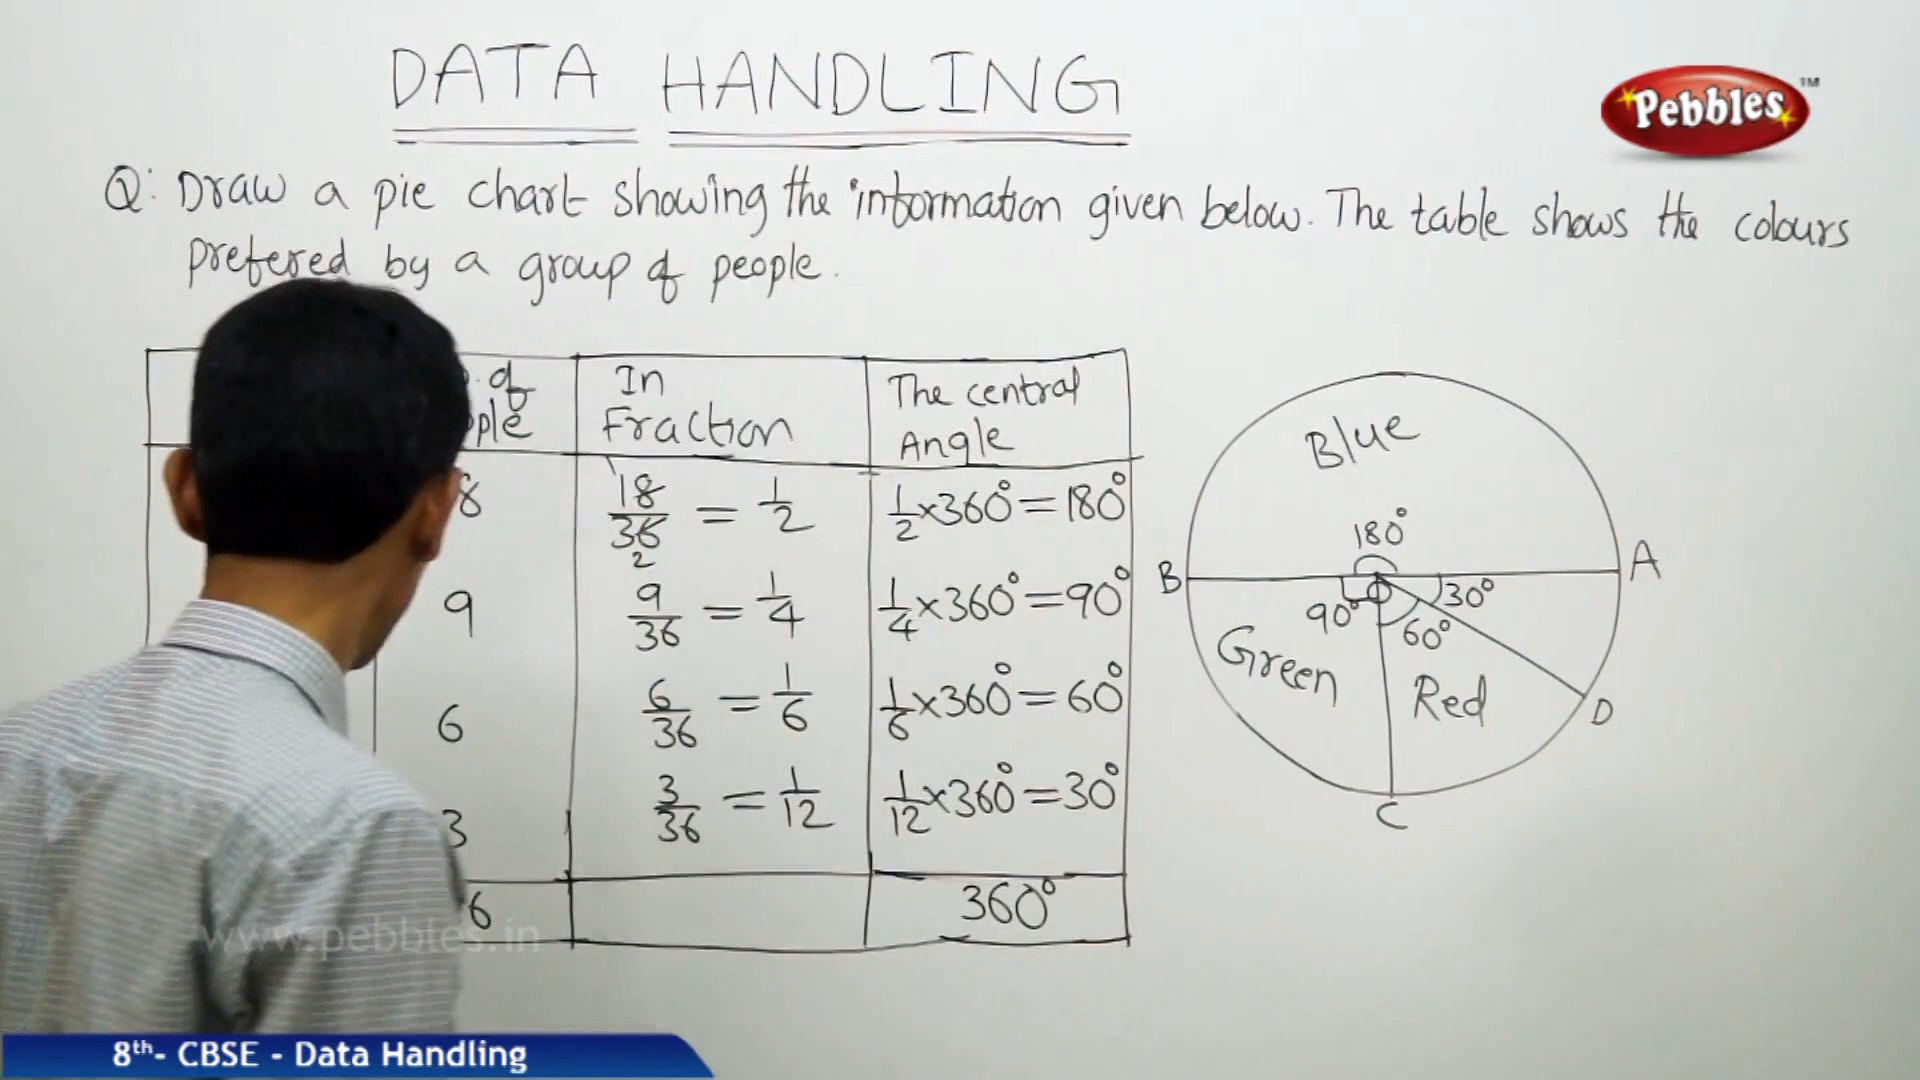 DATA HANDLING
Pebbles™
Q: Draw a pie chart showing the information given below. The table shows the colours
prefered by a group of people.
In
Fraction
The central
Angle
18/36 = 1/2
2
1/2 × 360° = 180°
9
9/36 = 1/4
1/4 × 360° = 90°
6
6/36 = 1/6
1/6 × 360° = 60°
3
3/36 = 1/12
1/12 × 360° = 30°
360°
Blue
180°
B
A
90°
60°
30°
Green
Red
D
C
www.pebbles.in
8th- CBSE - Data Handling